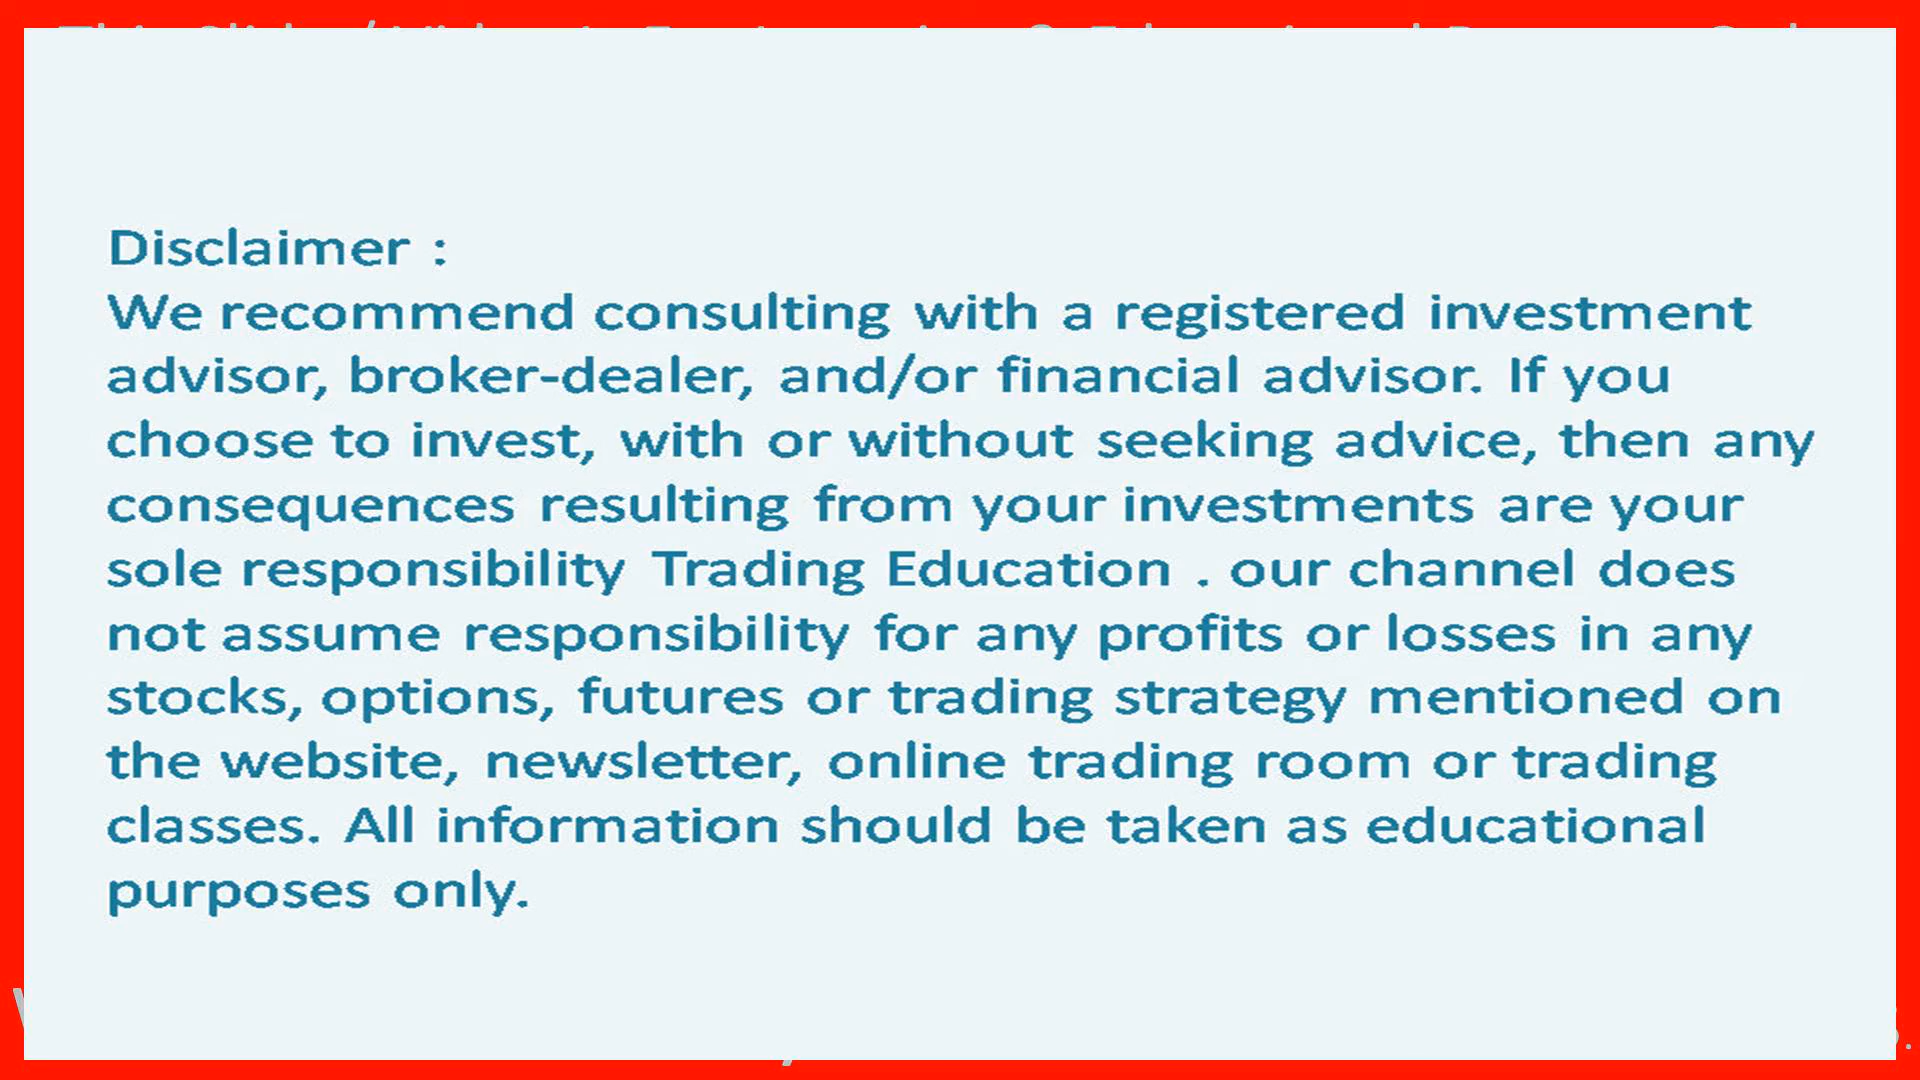 Disclaimer :
We recommend consulting with a registered investment
advisor, broker-dealer, and/or financial advisor. If you
choose to invest, with or without seeking advice, then any
consequences resulting from your investments are your
sole responsibility Trading Education . our channel does
not assume responsibility for any profits or losses in any
stocks, options, futures or trading strategy mentioned on
the website, newsletter, online trading room or trading
classes. All information should be taken as educational
purposes only.